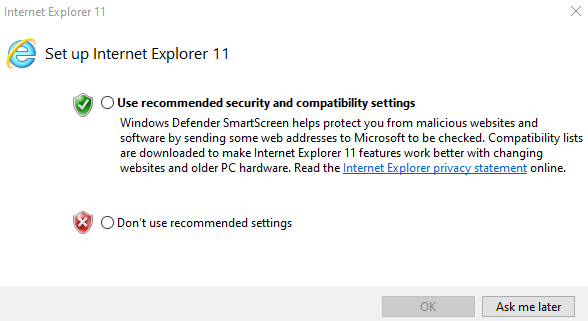 Internet Explorer 11
Set up Internet Explorer 11
Use recommended security and compatibility settings
Windows Defender SmartScreen helps protect you from malicious websites and
software by sending some web addresses to Microsoft to be checked. Compatibility lists
are downloaded to make Internet Explorer 11 features work better with changing
websites and older PC hardware. Read the Internet Explorer privacy statement online.
Don't use recommended settings
OK
Ask me later